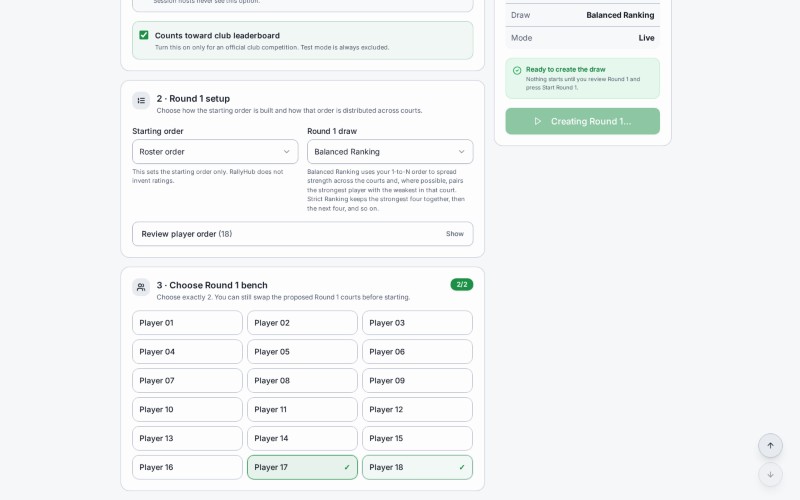 Session hosts never see this option.
Counts toward club leaderboard
Turn this on only for an official club competition. Test mode is always excluded.
2 · Round 1 setup
Choose how the starting order is built and how that order is distributed across courts.
Starting order
Roster order
This sets the starting order only. RallyHub does not
invent ratings.
Round 1 draw
Balanced Ranking
Balanced Ranking uses your 1-to-N order to spread
strength across the courts and, where possible, pairs
the strongest player with the weakest in that court.
Strict Ranking keeps the strongest four together, then
the next four, and so on.
Review player order (18)
Show
3 · Choose Round 1 bench
2/2
Choose exactly 2. You can still swap the proposed Round 1 courts before starting.
Player 01
Player 02
Player 03
Player 04
Player 05
Player 06
Player 07
Player 08
Player 09
Player 10
Player 11
Player 12
Player 13
Player 14
Player 15
Player 16
Player 17 ✓
Player 18 ✓
Draw
Balanced Ranking
Mode
Live
Ready to create the draw
Nothing starts until you review Round 1 and
press Start Round 1.
Creating Round 1...